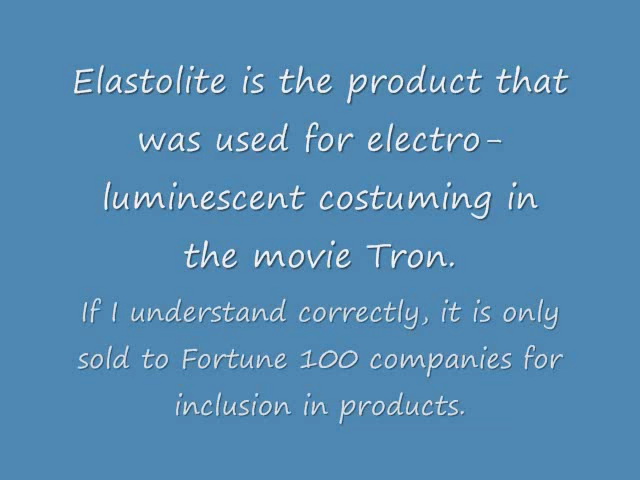 Elastolite is the product that
was used for electro-
luminescent costuming in
the movie Tron.
If I understand correctly, it is only
sold to Fortune 100 companies for
inclusion in products.